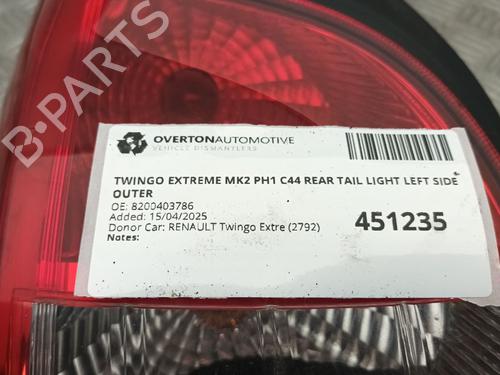 B-PARTS
OVERTONAUTOMOTIVE
VEHICLE DISMANTLERS
TWINGO EXTREME MK2 PH1 C44 REAR TAIL LIGHT LEFT SIDE
OUTER
OE: 8200403786
Added: 15/04/2025
Donor Car: RENAULT Twingo Extre (2792)
Notes:
451235